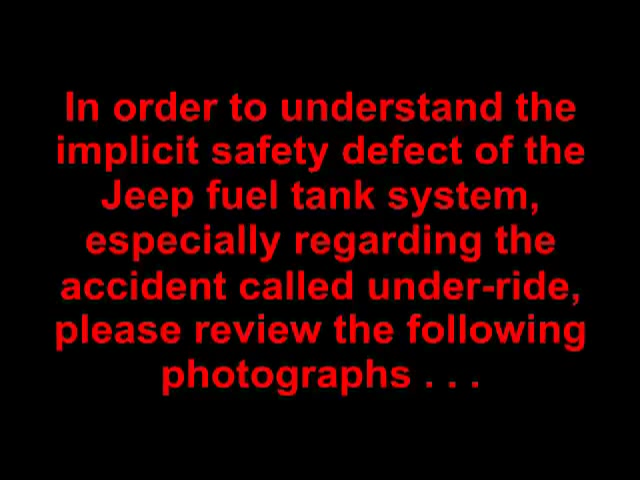 In order to understand the
implicit safety defect of the
Jeep fuel tank system,
especially regarding the
accident called under-ride,
please review the following
photographs . . .